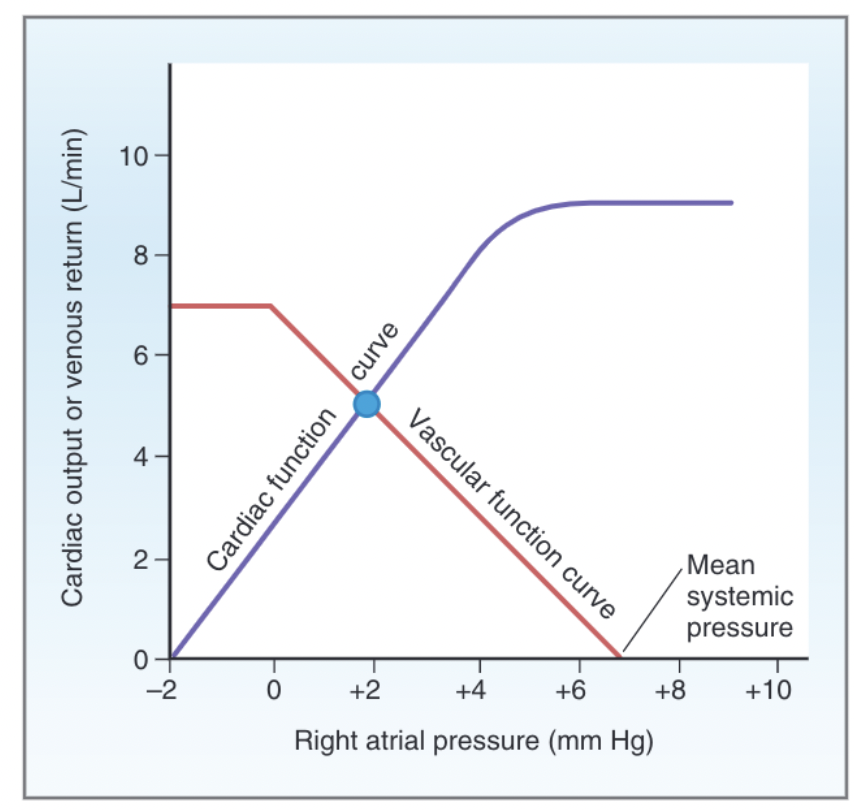 Cardiac output or venous return (L/min)
10
8
6
4
2
0
Cardiac function
curve
Vascular function curve
Mean
systemic
pressure
–2
0
+2
+4
+6
+8
+10
Right atrial pressure (mm Hg)